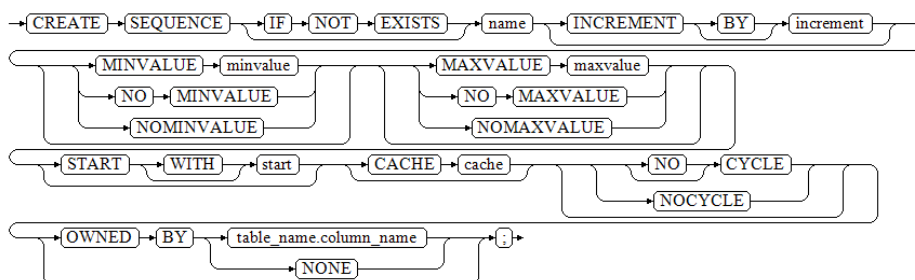 CREATE SEQUENCE IF NOT EXISTS name INCREMENT BY increment
MINVALUE minvalue MAXVALUE maxvalue
NO MINVALUE NO MAXVALUE
NOMINVALUE NOMAXVALUE
START WITH start CACHE cache NO CYCLE
NOCYCLE
OWNED BY table_name.column_name ;
NONE